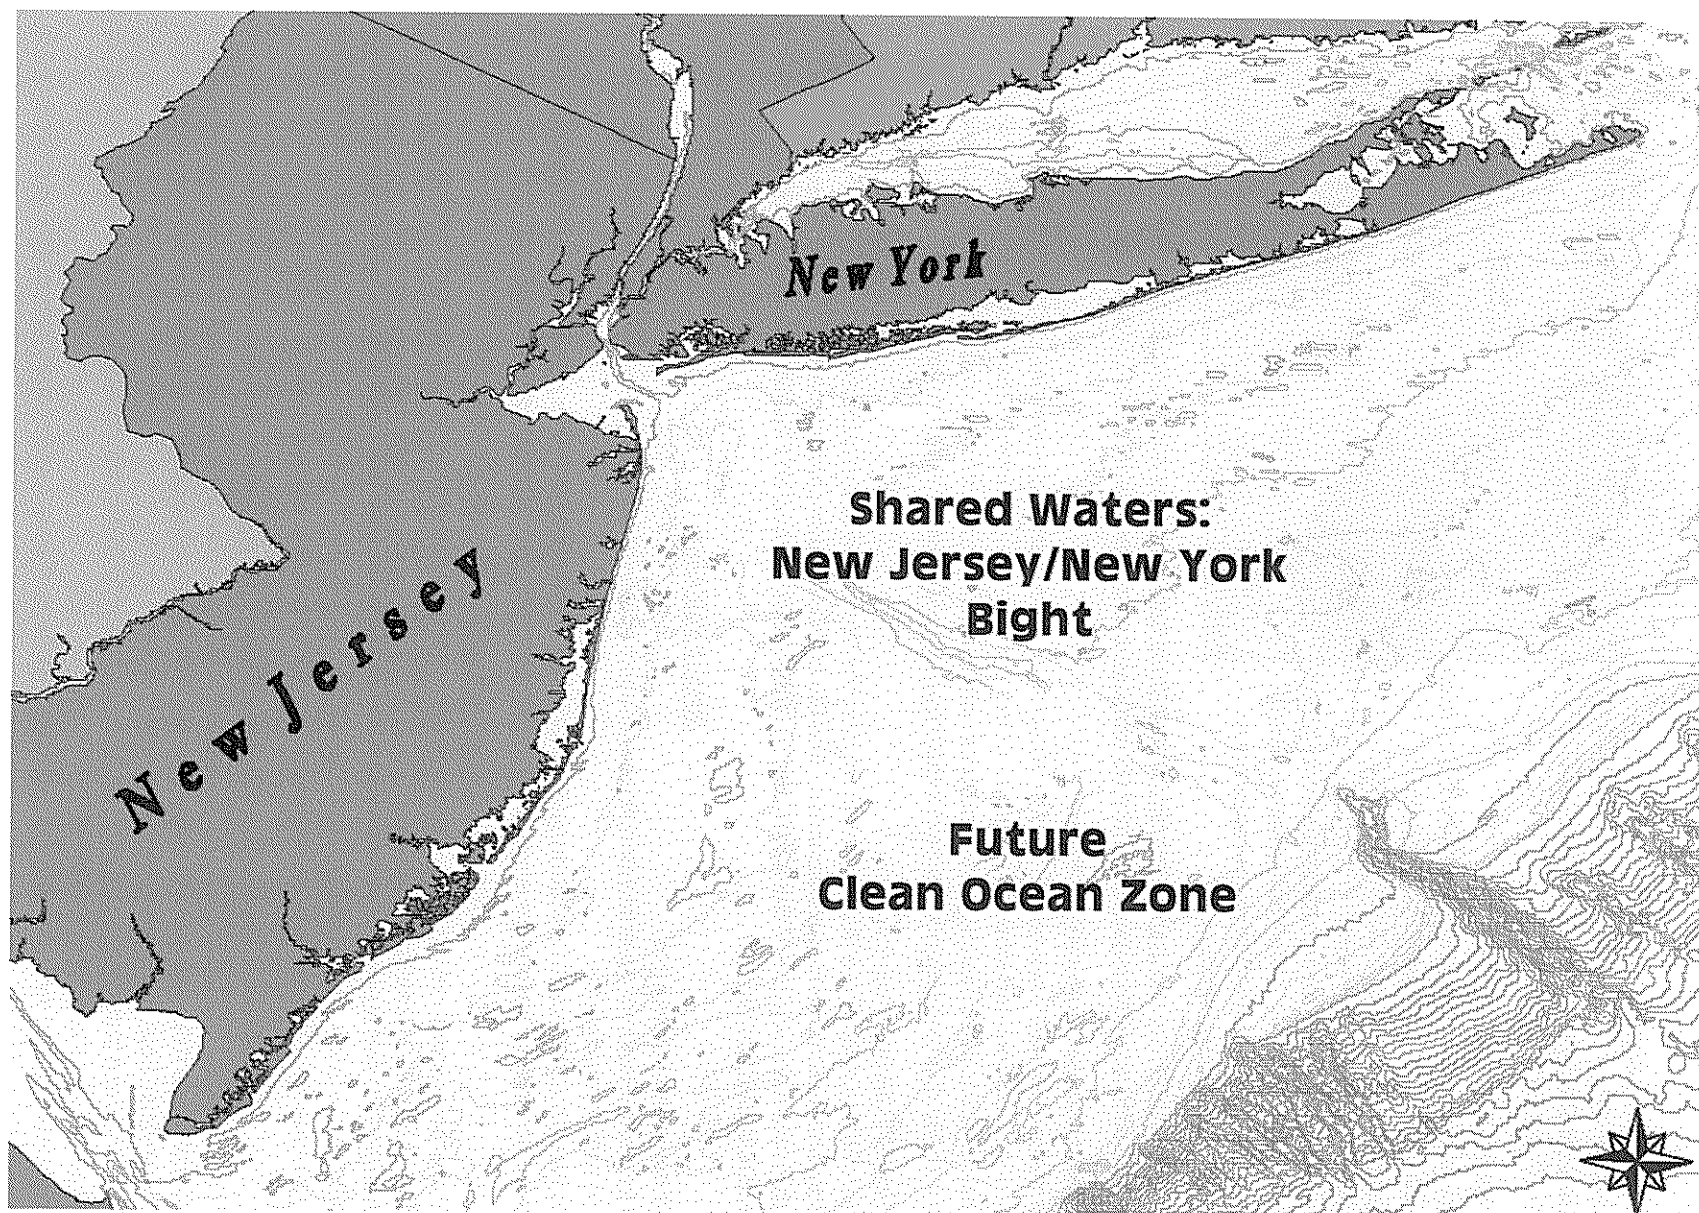 New York
Shared Waters:
New Jersey/New York
Bight
New Jersey
Future
Clean Ocean Zone